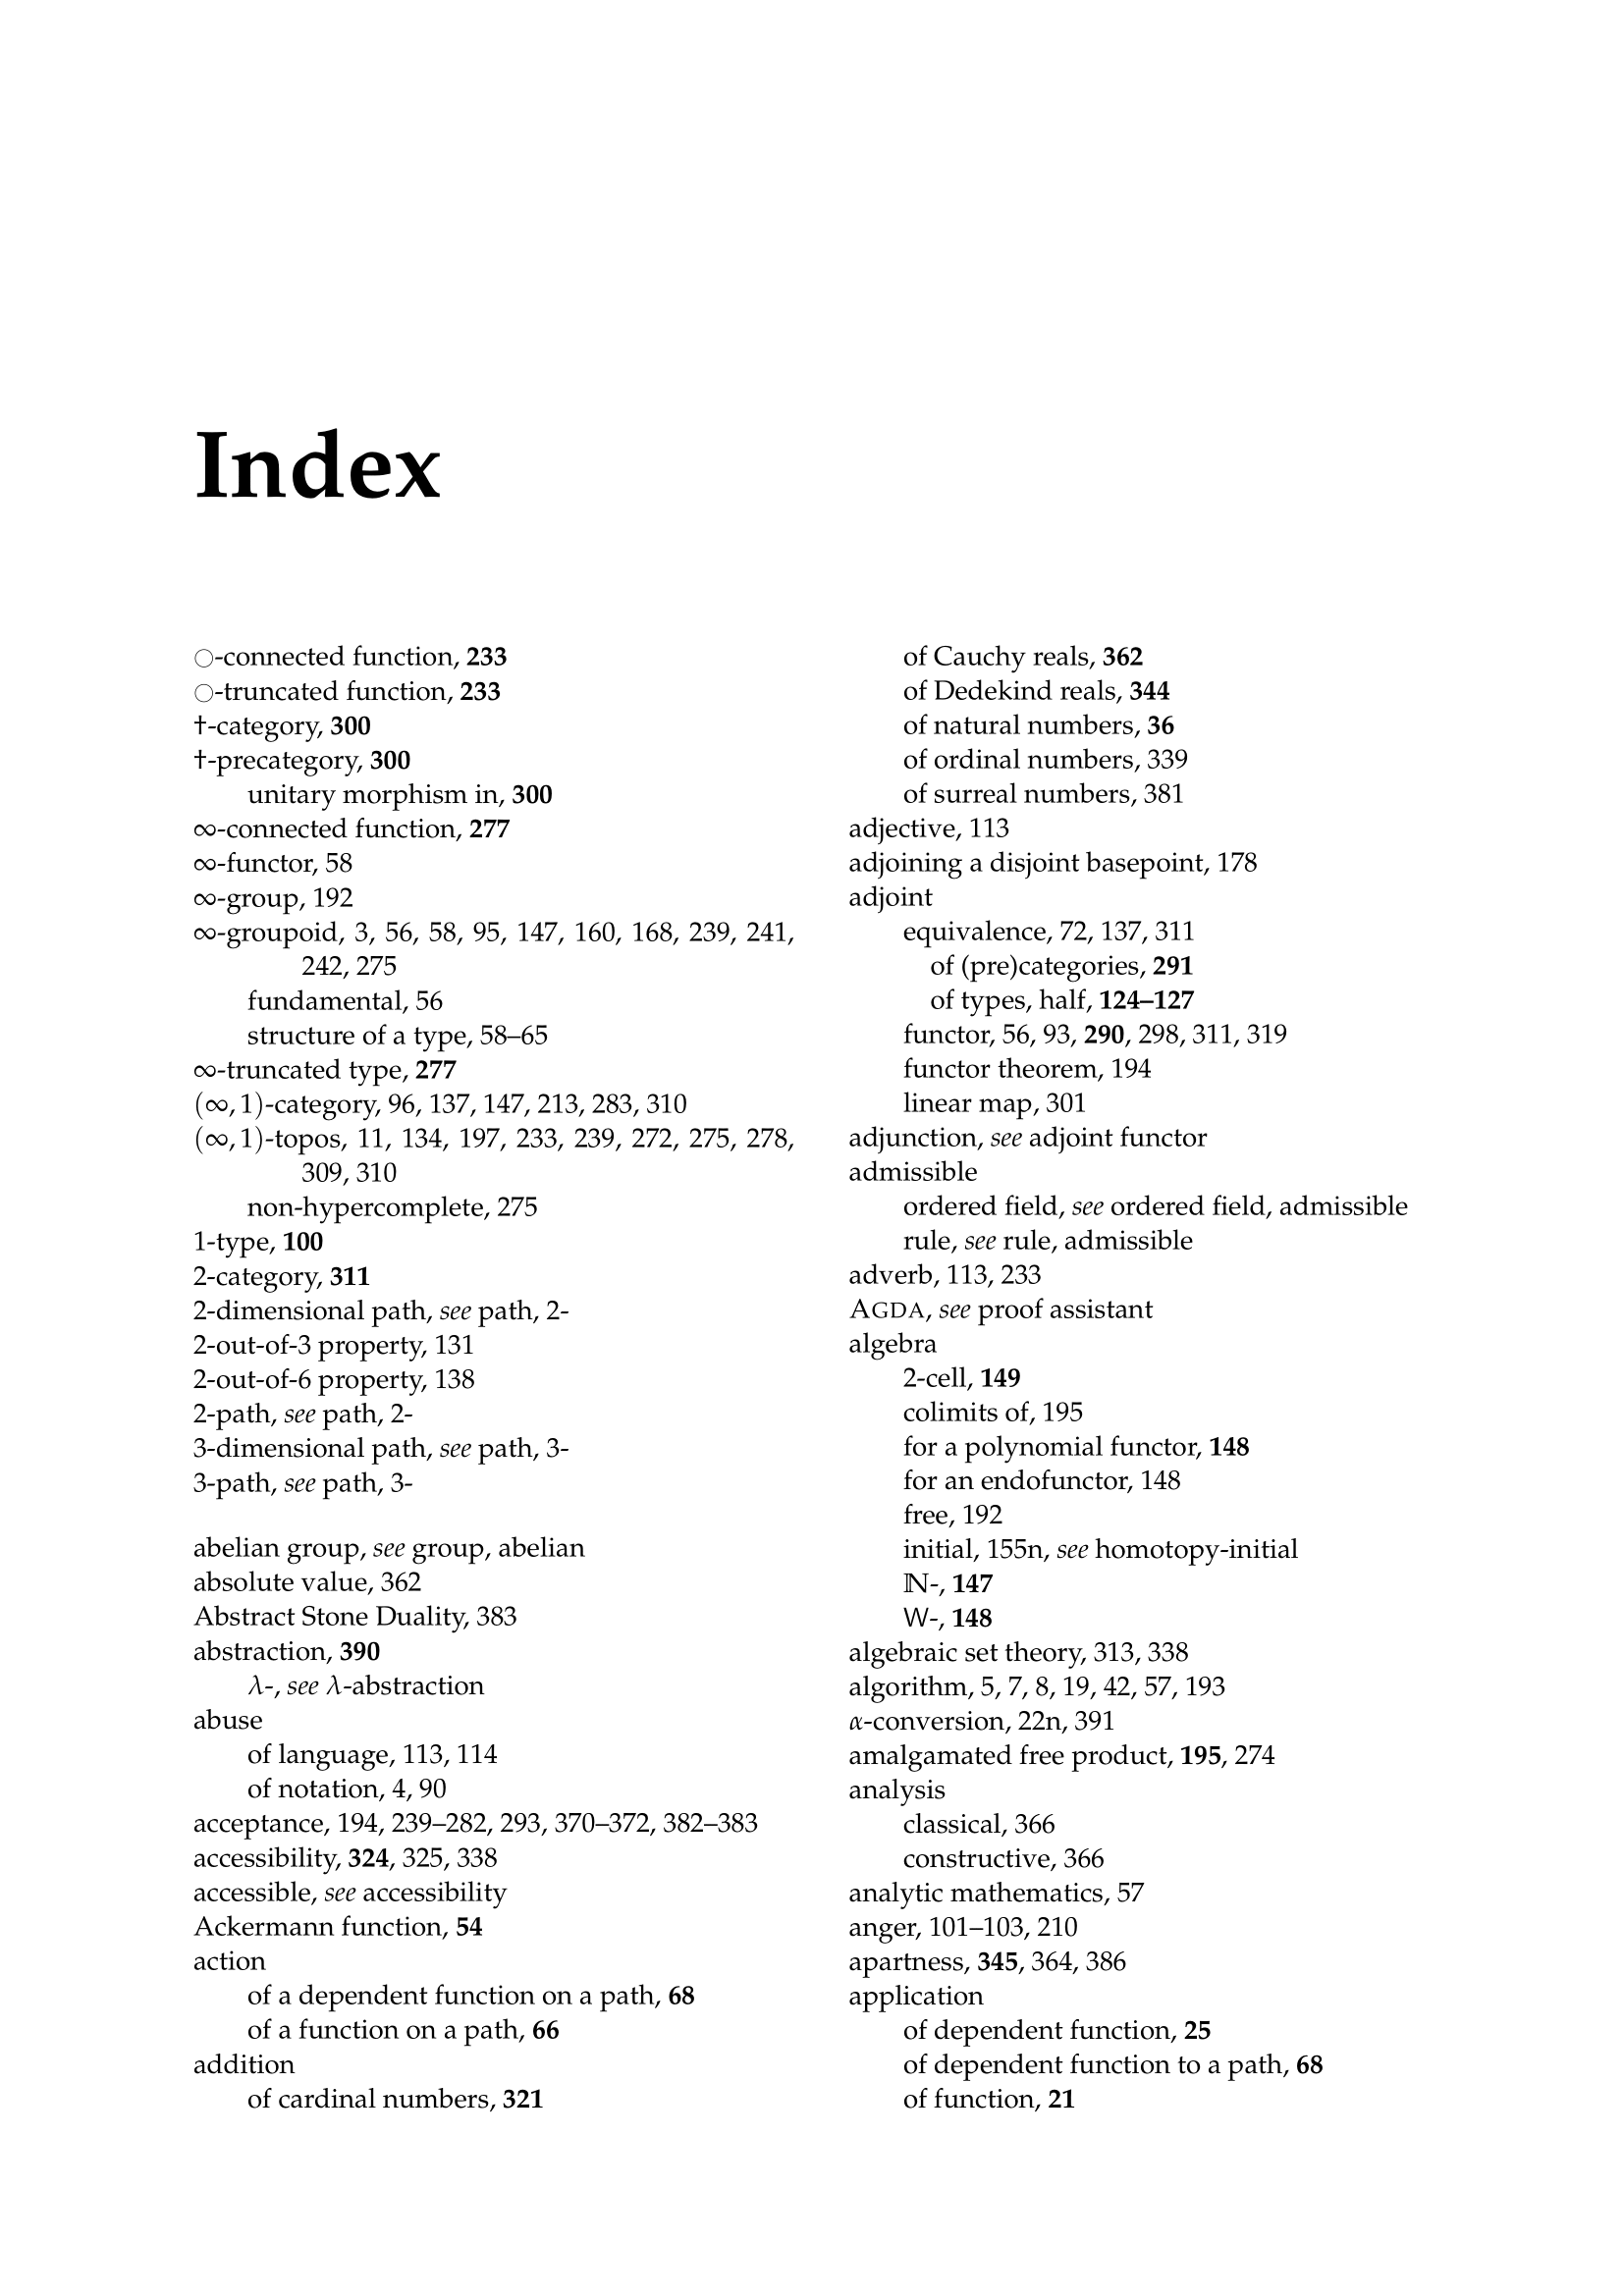 Index
○-connected function, 233
○-truncated function, 233
†-category, 300
†-precategory, 300
unitary morphism in, 300
∞-connected function, 277
∞-functor, 58
∞-group, 192
∞-groupoid, 3, 56, 58, 95, 147, 160, 168, 239, 241,
242, 275
fundamental, 56
structure of a type, 58–65
∞-truncated type, 277
(∞, 1)-category, 96, 137, 147, 213, 283, 310
(∞, 1)-topos, 11, 134, 197, 233, 239, 272, 275, 278,
309, 310
non-hypercomplete, 275
1-type, 100
2-category, 311
2-dimensional path, see path, 2-
2-out-of-3 property, 131
2-out-of-6 property, 138
2-path, see path, 2-
3-dimensional path, see path, 3-
3-path, see path, 3-
abelian group, see group, abelian
absolute value, 362
Abstract Stone Duality, 383
abstraction, 390
λ-, see λ-abstraction
abuse
of language, 113, 114
of notation, 4, 90
acceptance, 194, 239–282, 293, 370–372, 382–383
accessibility, 324, 325, 338
accessible, see accessibility
Ackermann function, 54
action
of a dependent function on a path, 68
of a function on a path, 66
addition
of cardinal numbers, 321
of Cauchy reals, 362
of Dedekind reals, 344
of natural numbers, 36
of ordinal numbers, 339
of surreal numbers, 381
adjective, 113
adjoining a disjoint basepoint, 178
adjoint
equivalence, 72, 137, 311
of (pre)categories, 291
of types, half, 124–127
functor, 56, 93, 290, 298, 311, 319
functor theorem, 194
linear map, 301
adjunction, see adjoint functor
admissible
ordered field, see ordered field, admissible
rule, see rule, admissible
adverb, 113, 233
AGDA, see proof assistant
algebra
2-cell, 149
colimits of, 195
for a polynomial functor, 148
for an endofunctor, 148
free, 192
initial, 155n, see homotopy-initial
ℕ-, 147
W-, 148
algebraic set theory, 313, 338
algorithm, 5, 7, 8, 19, 42, 57, 193
α-conversion, 22n, 391
amalgamated free product, 195, 274
analysis
classical, 366
constructive, 366
analytic mathematics, 57
anger, 101–103, 210
apartness, 345, 364, 386
application
of dependent function, 25
of dependent function to a path, 68
of function, 21